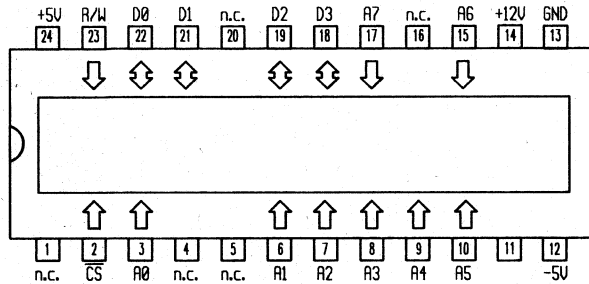 +5V R/W D0 D1 n.c. D2 D3 A7 n.c. A6 +12V GND
24 23 22 21 20 19 18 17 16 15 14 13
1 2 3 4 5 6 7 8 9 10 11 12
n.c. C̅S̅ A0 n.c. n.c. A1 A2 A3 A4 A5 -5V